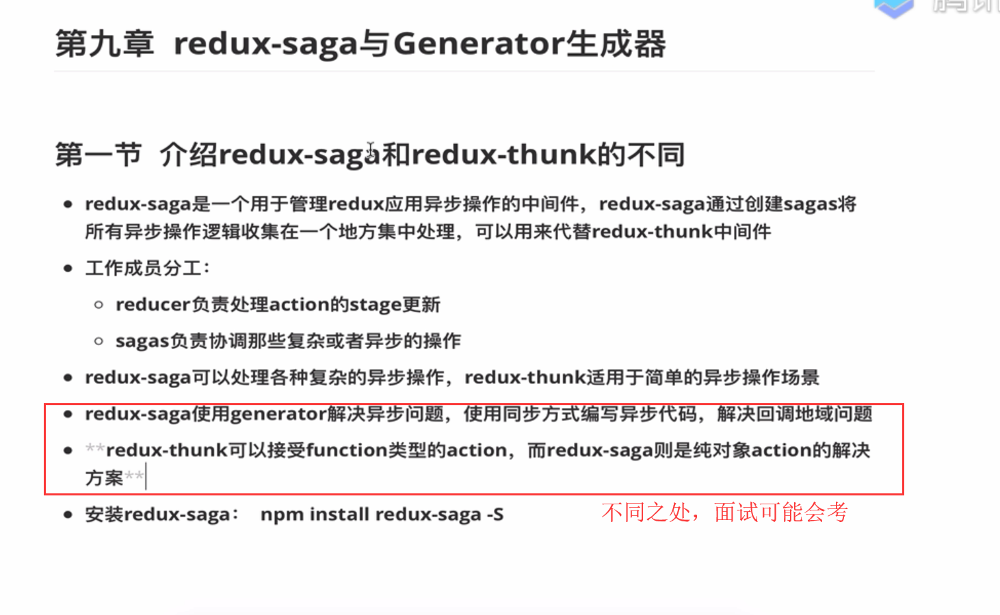 腾讯
第九章 redux-saga与Generator生成器
第一节 介绍redux-saga和redux-thunk的不同
redux-saga是一个用于管理redux应用异步操作的中间件，redux-saga通过创建sagas将
所有异步操作逻辑收集在一个地方集中处理，可以用来代替redux-thunk中间件
工作成员分工：
reducer负责处理action的stage更新
sagas负责协调那些复杂或者异步的操作
redux-saga可以处理各种复杂的异步操作，redux-thunk适用于简单的异步操作场景
redux-saga使用generator解决异步问题，使用同步方式编写异步代码，解决回调地域问题
**redux-thunk可以接受function类型的action，而redux-saga则是纯对象action的解决
方案**
安装redux-saga： npm install redux-saga -S
不同之处，面试可能会考